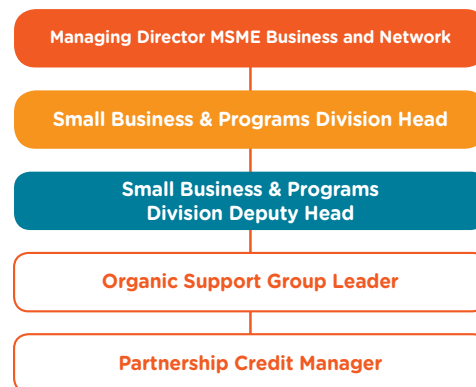 Managing Director MSME Business and Network
Small Business & Programs Division Head
Small Business & Programs
Division Deputy Head
Organic Support Group Leader
Partnership Credit Manager